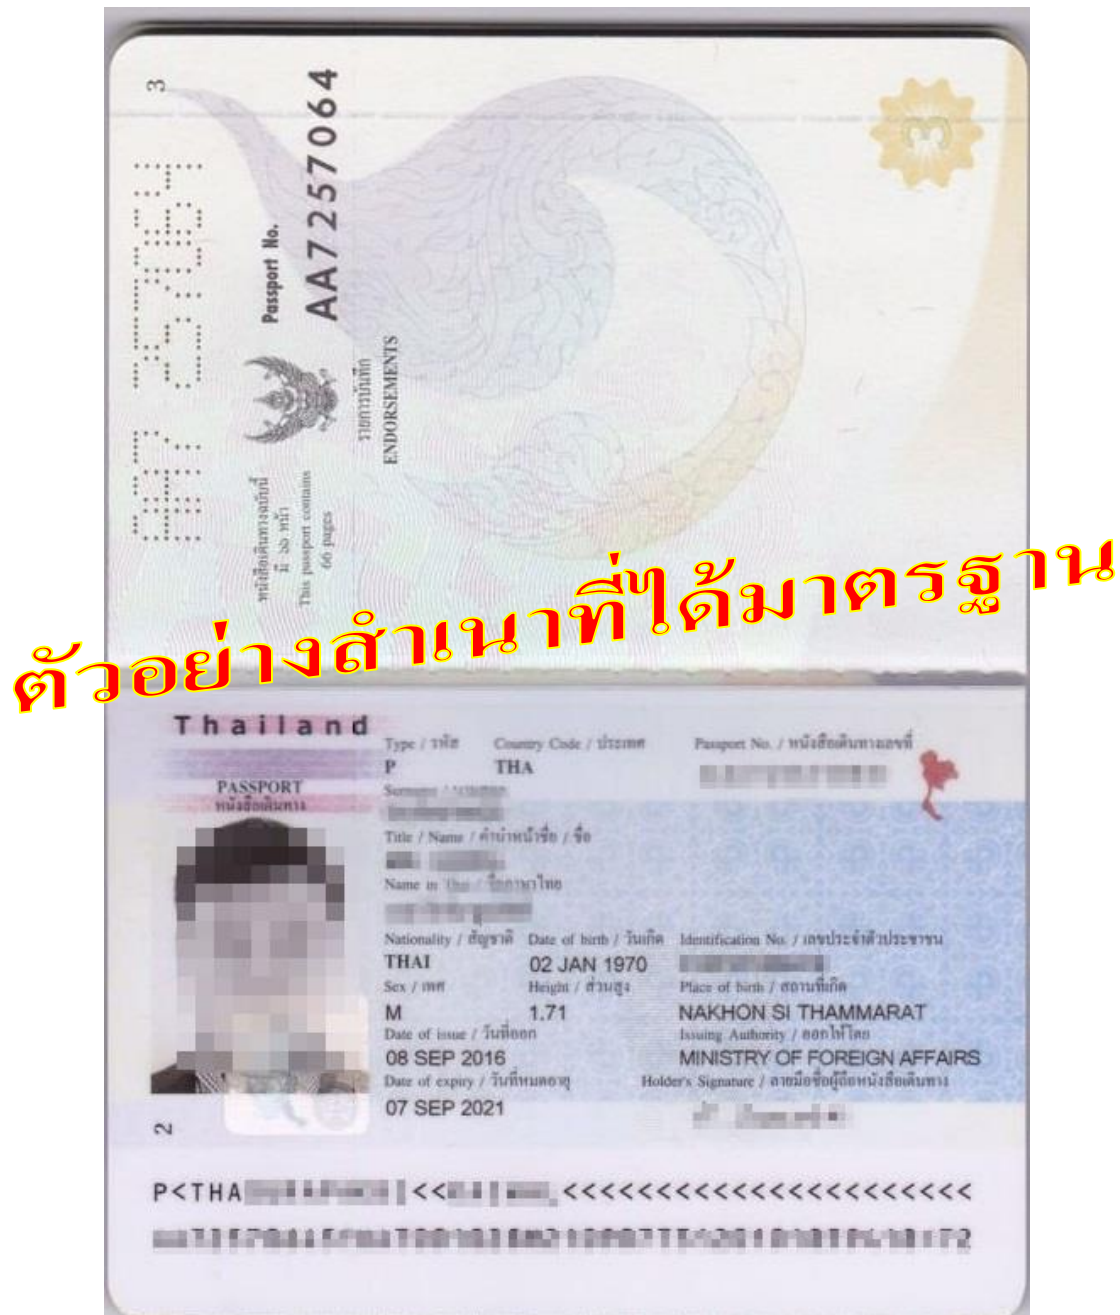 3
AA7257064
Passport No.
AA7257064
หนังสือเดินทางฉบับนี้
มี ๖๖ หน้า
This passport contains
66 pages
รายการบันทึก
ENDORSEMENTS
ตัวอย่างสำเนาที่ได้มาตรฐาน
Thailand
PASSPORT
หนังสือเดินทาง
Type / รหัส Country Code / ประเทศ Passport No. / หนังสือเดินทางเลขที่
P THA
Surname /
Title / Name / คำนำหน้าชื่อ / ชื่อ
Name in / ชื่อภาษาไทย
Nationality / สัญชาติ Date of birth / วันเกิด Identification No. / เลขประจำตัวประชาชน
THAI 02 JAN 1970
Sex / เพศ Height / ส่วนสูง Place of birth / สถานที่เกิด
M 1.71 NAKHON SI THAMMARAT
Date of issue / วันที่ออก Issuing Authority / ออกให้โดย
08 SEP 2016 MINISTRY OF FOREIGN AFFAIRS
Date of expiry / วันที่หมดอายุ Holder's Signature / ลายมือชื่อผู้ถือหนังสือเดินทาง
07 SEP 2021
2
P<THA << <<<<<<<<<<<<<<<<<<<<<<